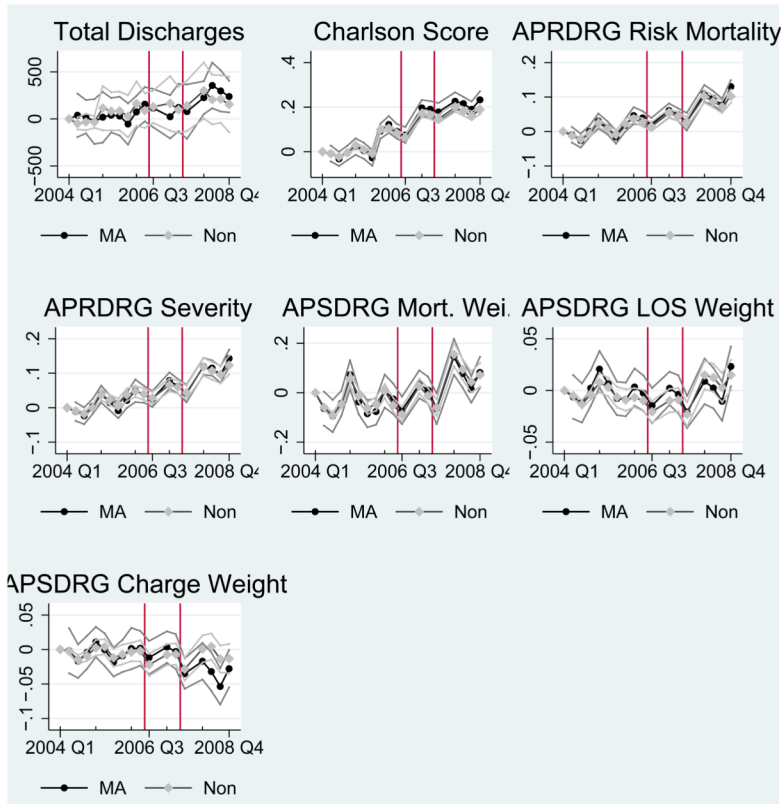 Total Discharges Charlson Score APRDRG Risk Mortality
500
0
−500
2004 Q1 2006 Q3 2008 Q4
MA Non
.4
.2
0
2004 Q1 2006 Q3 2008 Q4
MA Non
.2
.1
0
−.1
2004 Q1 2006 Q3 2008 Q4
MA Non
APRDRG Severity APSDRG Mort. Wei. APSDRG LOS Weight
.2
.1
0
−.1
2004 Q1 2006 Q3 2008 Q4
MA Non
.2
0
−.2
2004 Q1 2006 Q3 2008 Q4
MA Non
.05
0
−.05
2004 Q1 2006 Q3 2008 Q4
MA Non
APSDRG Charge Weight
.05
0
−.05
−.1
2004 Q1 2006 Q3 2008 Q4
MA Non